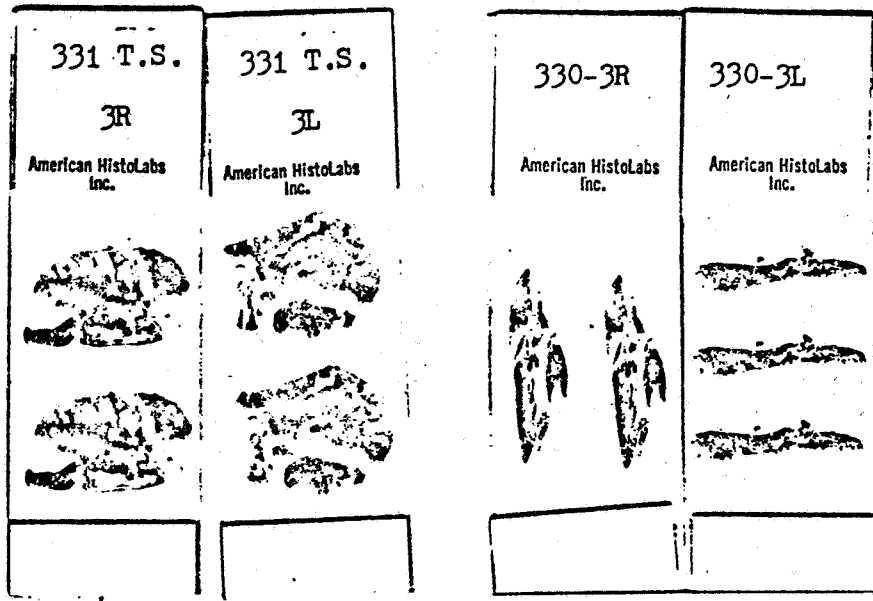 331 T.S.
3R
American HistoLabs
Inc.
331 T.S.
3L
American HistoLabs
Inc.
330-3R
American HistoLabs
Inc.
330-3L
American HistoLabs
Inc.